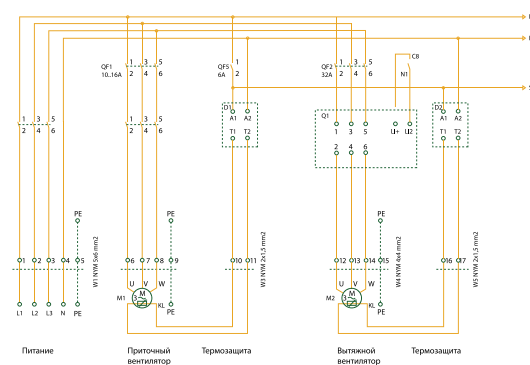 QF1
10..16A
1 3 5
2 4 6
QF5
6A
1
2
QF2
32A
1 3 5
2 4 6
C8
N1
1 3 5
2 4 6
1 3 5
2 4 6
D1
A1 A2
T1 T2
Q1
1 3 5
U+ U2
2 4 6
D2
A1 A2
T1 T2
PE
PE
PE
1 2 3 4 5
W1 NYM 5x6 mm2
6 7 8 9
10 11
W3 NYM 2x1,5 mm2
12 13 14 15
W4 NYM 4x4 mm2
16 17
W5 NYM 2x1,5 mm2
U V W
M1
M
3
KL
PE
U V W
M2
M
3
KL
PE
L1 L2 L3 N PE
Питание
Приточный
вентилятор
Термозащита
Вытяжной
вентилятор
Термозащита